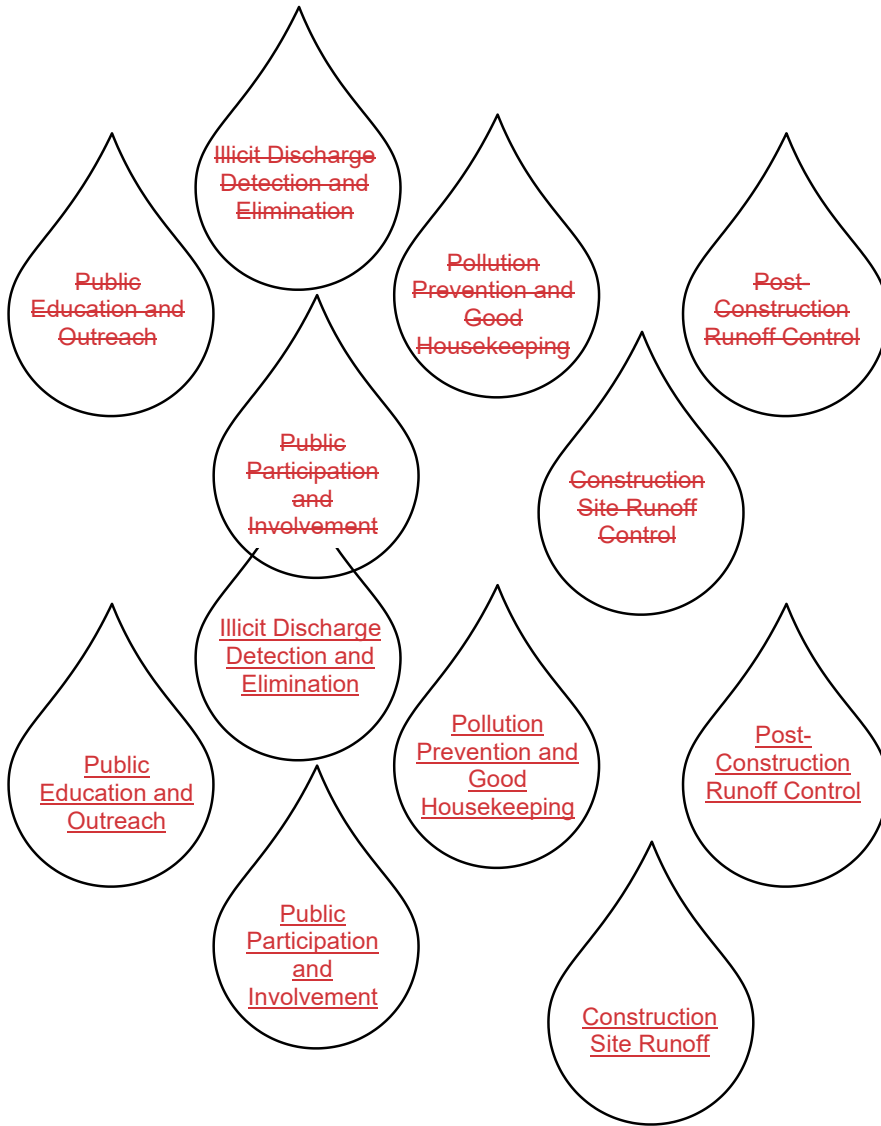 Illicit Discharge
Detection and
Elimination
Public
Education and
Outreach
Pollution
Prevention and
Good
Housekeeping
Post-
Construction
Runoff Control
Public
Participation
and
Involvement
Construction
Site Runoff
Control
Illicit Discharge
Detection and
Elimination
Public
Education and
Outreach
Pollution
Prevention and
Good
Housekeeping
Post-
Construction
Runoff Control
Public
Participation
and
Involvement
Construction
Site Runoff